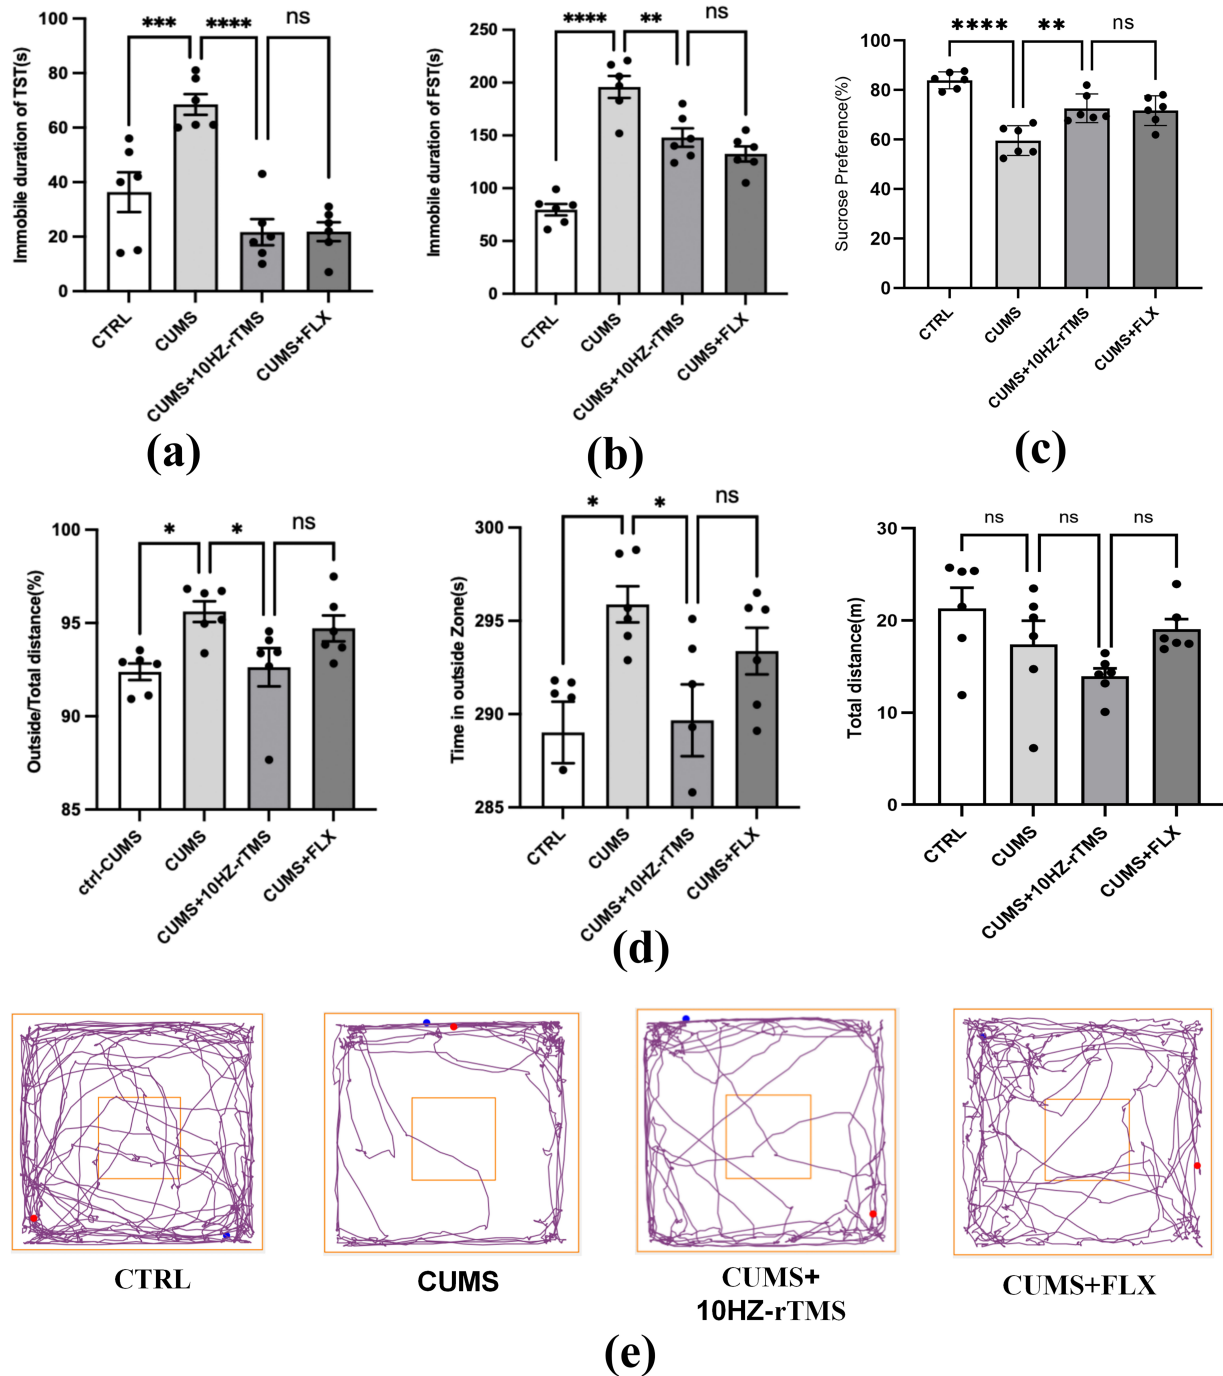 *** **** ns
Immobile duration of TST(s)
100
80
60
40
20
0
CTRL
CUMS
CUMS+10HZ-rTMS
CUMS+FLX
(a)
**** ** ns
Immobile duration of FST(s)
250
200
150
100
50
0
CTRL
CUMS
CUMS+10HZ-rTMS
CUMS+FLX
(b)
**** ** ns
Sucrose Preference(%)
100
80
60
40
20
0
CTRL
CUMS
CUMS+10HZ-rTMS
CUMS+FLX
(c)
* * ns
Outside/Total distance(%)
100
95
90
85
ctrl-CUMS
CUMS
CUMS+10HZ-rTMS
CUMS+FLX
* * ns
Time in outside Zone(s)
300
295
290
285
CTRL
CUMS
CUMS+10HZ-rTMS
CUMS+FLX
ns ns ns
Total distance(m)
30
20
10
0
CTRL
CUMS
CUMS+10HZ-rTMS
CUMS+FLX
(d)
CTRL
CUMS
CUMS+
10HZ-rTMS
CUMS+FLX
(e)